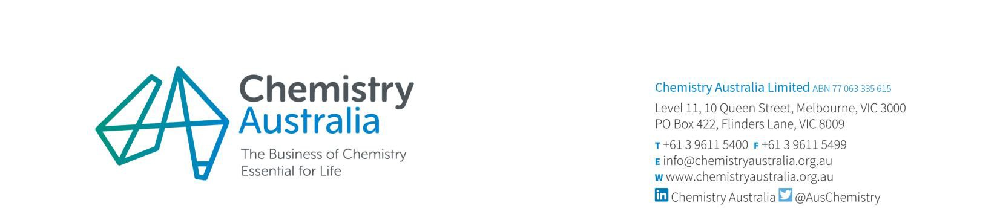 Chemistry
Australia
The Business of Chemistry
Essential for Life
Chemistry Australia Limited ABN 77 063 335 615
Level 11, 10 Queen Street, Melbourne, VIC 3000
PO Box 422, Flinders Lane, VIC 8009
T +61 3 9611 5400 F +61 3 9611 5499
E info@chemistryaustralia.org.au
W www.chemistryaustralia.org.au
in Chemistry Australia @AusChemistry